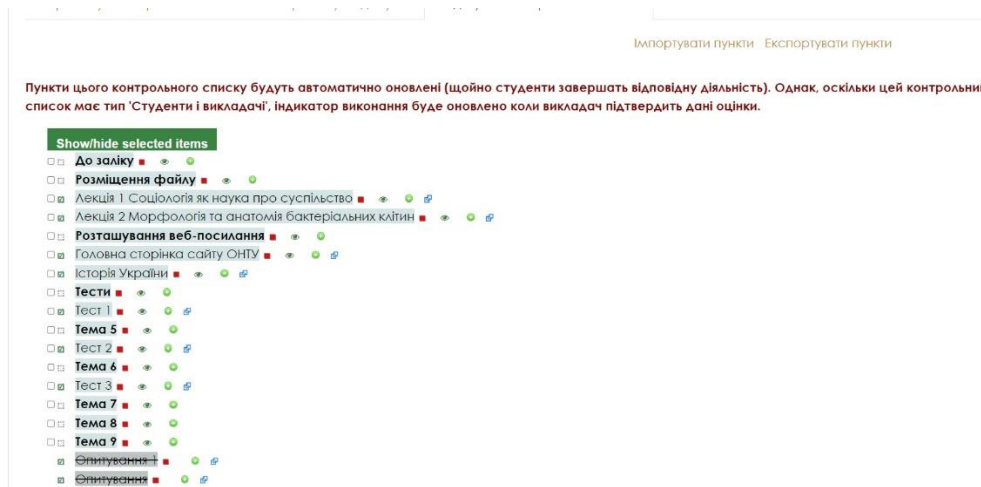 Імпортувати пункти Експортувати пункти
Пункти цього контрольного списку будуть автоматично оновлені (щойно студенти завершать відповідну діяльність). Однак, оскільки цей контрольний
список має тип 'Студенти і викладачі', індикатор виконання буде оновлено коли викладач підтвердить дані оцінки.
Show/hide selected items
До заліку
Розміщення файлу
Лекція 1 Соціологія як наука про суспільство
Лекція 2 Морфологія та анатомія бактеріальних клітин
Розташування веб-посилання
Головна сторінка сайту ОНТУ
Історія України
Тести
Тест 1
Тема 5
Тест 2
Тема 6
Тест 3
Тема 7
Тема 8
Тема 9
Опитування 1
Опитування